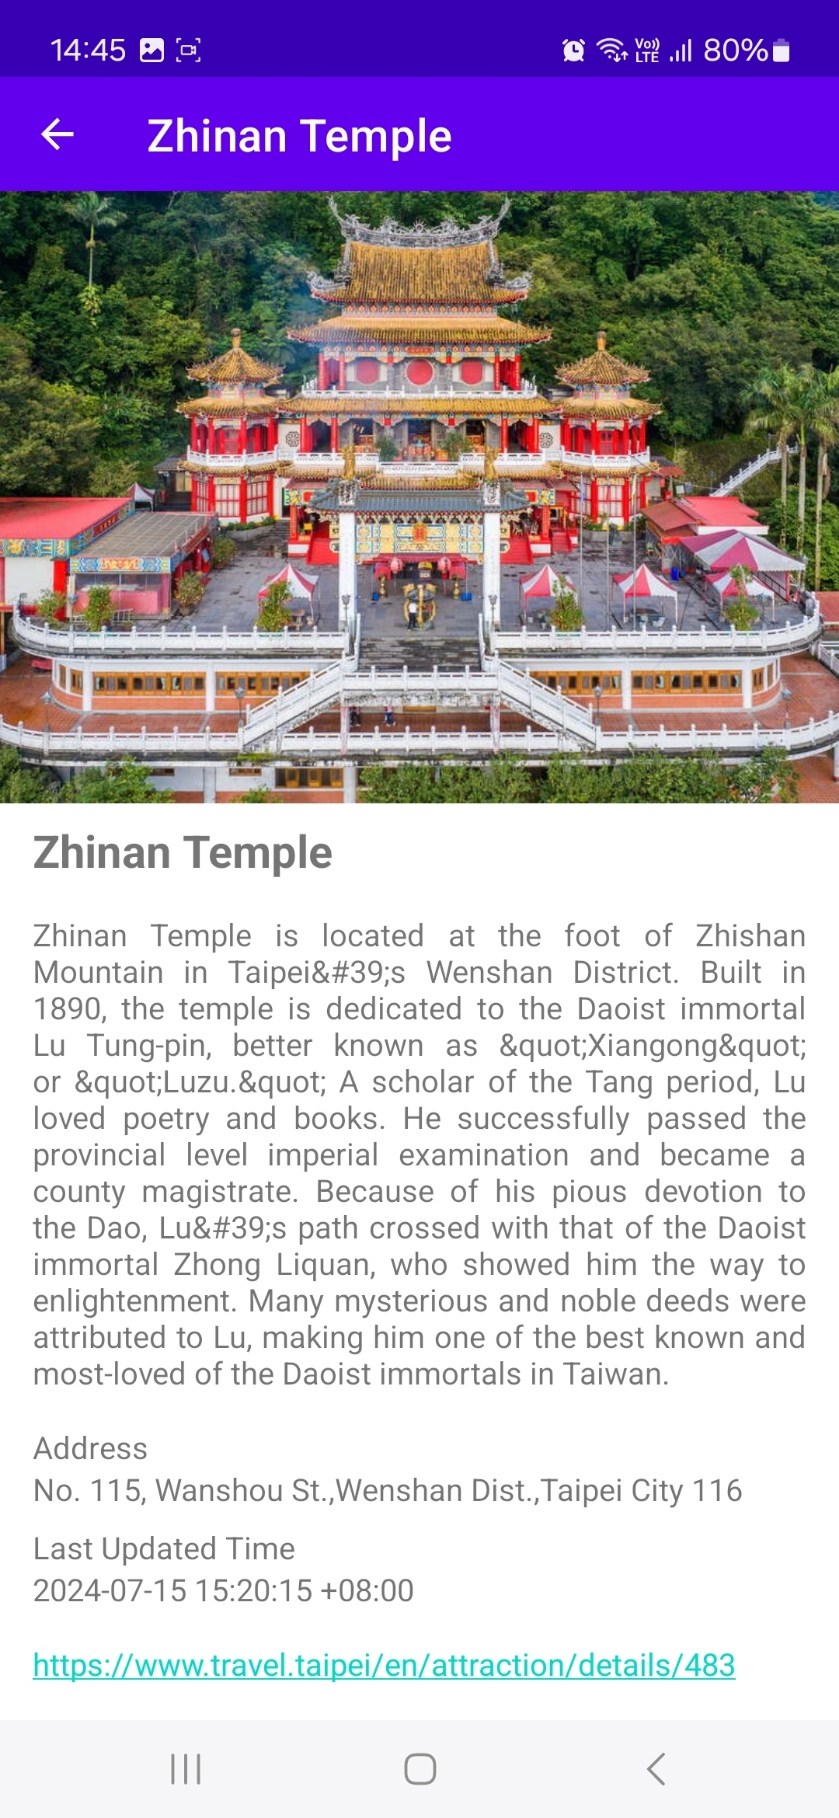 14:45
Vo))
LTE
80%
Zhinan Temple
Zhinan Temple
Zhinan Temple is located at the foot of Zhishan
Mountain in Taipei&#39;s Wenshan District. Built in
1890, the temple is dedicated to the Daoist immortal
Lu Tung-pin, better known as &quot;Xiangong&quot;
or &quot;Luzu.&quot; A scholar of the Tang period, Lu
loved poetry and books. He successfully passed the
provincial level imperial examination and became a
county magistrate. Because of his pious devotion to
the Dao, Lu&#39;s path crossed with that of the Daoist
immortal Zhong Liquan, who showed him the way to
enlightenment. Many mysterious and noble deeds were
attributed to Lu, making him one of the best known and
most-loved of the Daoist immortals in Taiwan.
Address
No. 115, Wanshou St.,Wenshan Dist.,Taipei City 116
Last Updated Time
2024-07-15 15:20:15 +08:00
https://www.travel.taipei/en/attraction/details/483